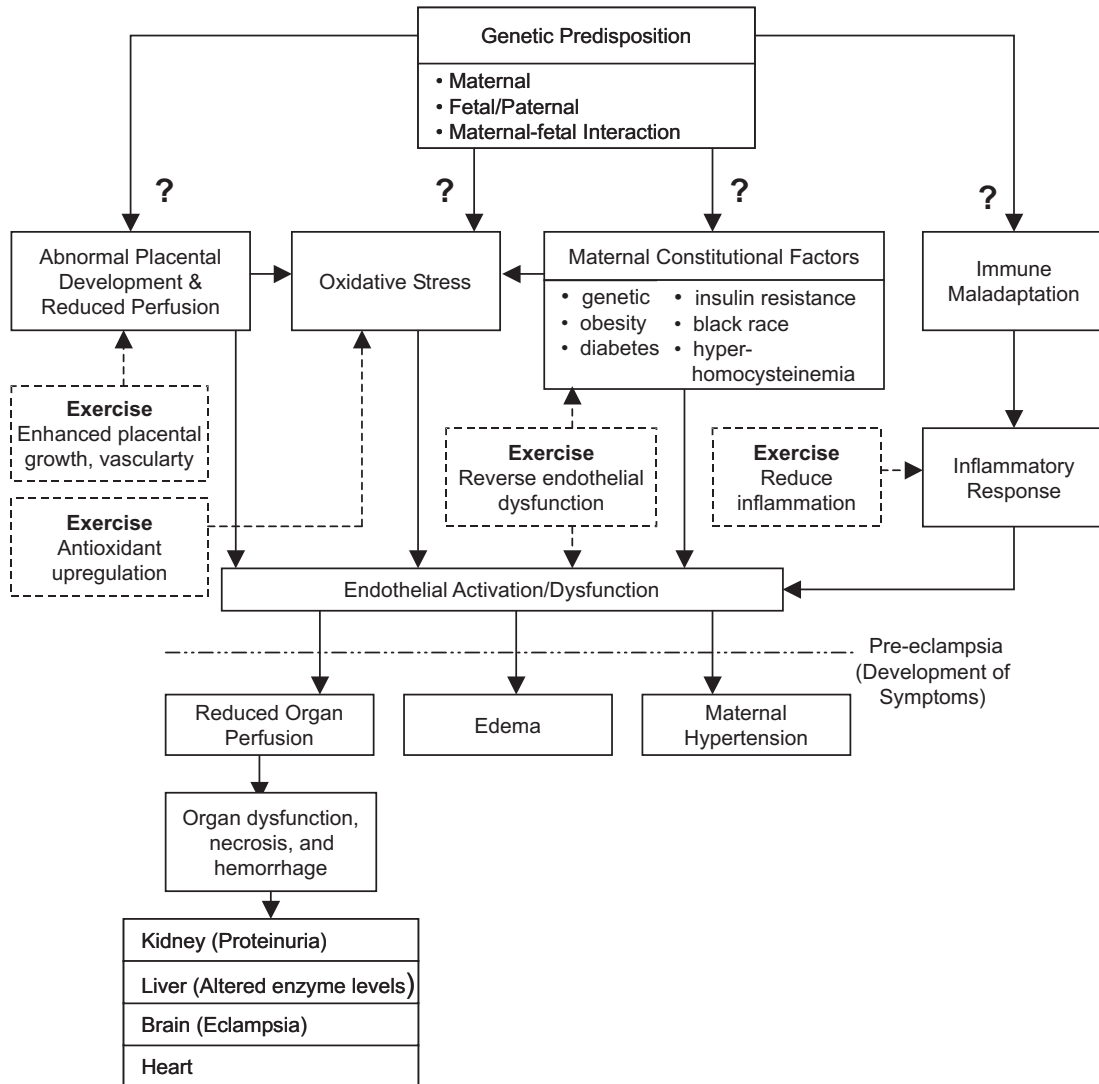 Genetic Predisposition
• Maternal
• Fetal/Paternal
• Maternal-fetal Interaction
?
?
?
?
Abnormal Placental
Development &
Reduced Perfusion
Oxidative Stress
Maternal Constitutional Factors
• genetic
• obesity
• diabetes
• insulin resistance
• black race
• hyper-
homocysteinemia
Immune
Maladaptation
Exercise
Enhanced placental
growth, vascularty
Exercise
Antioxidant
upregulation
Exercise
Reverse endothelial
dysfunction
Exercise
Reduce
inflammation
Inflammatory
Response
Endothelial Activation/Dysfunction
Pre-eclampsia
(Development of
Symptoms)
Reduced Organ
Perfusion
Edema
Maternal
Hypertension
Organ dysfunction,
necrosis, and
hemorrhage
Kidney (Proteinuria)
Liver (Altered enzyme levels)
Brain (Eclampsia)
Heart